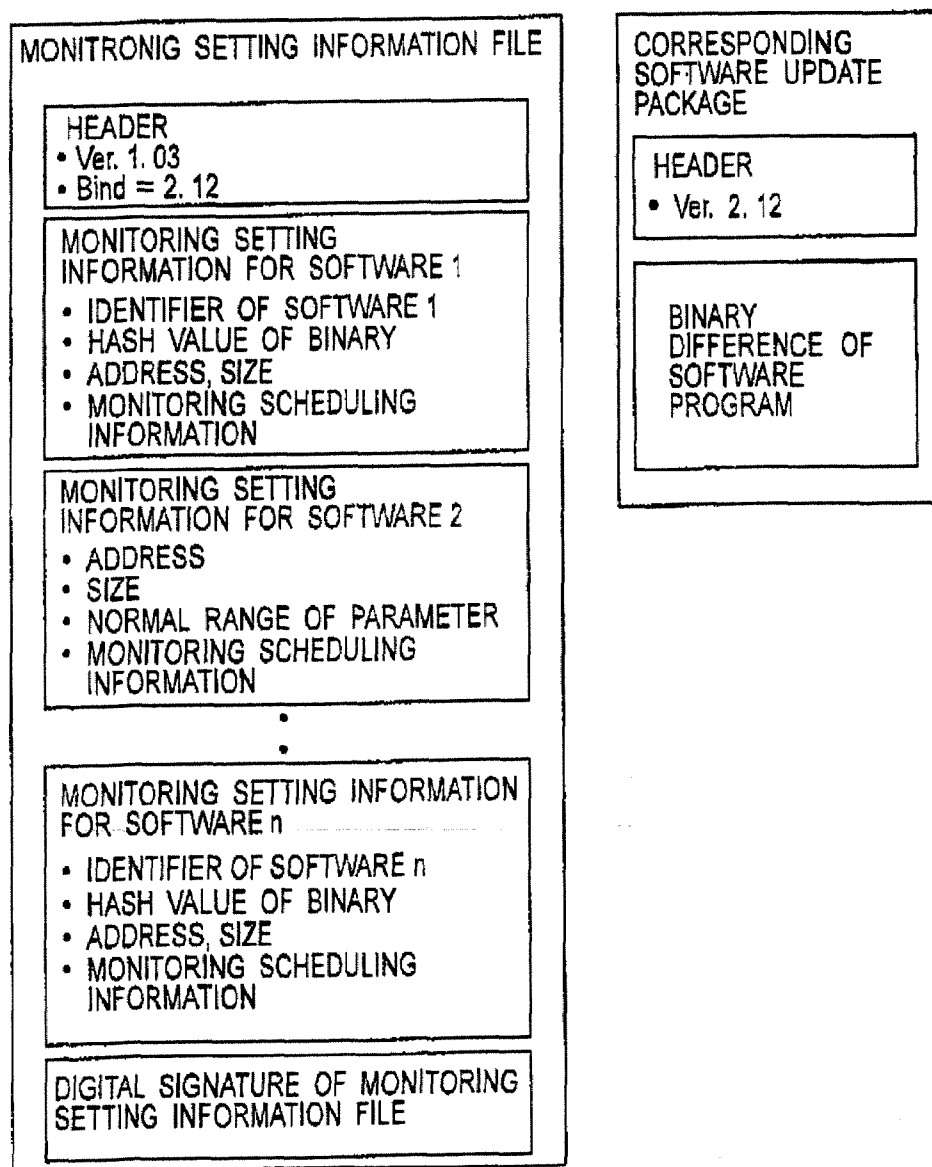 MONITRONIG SETTING INFORMATION FILE
HEADER
• Ver. 1. 03
• Bind = 2. 12
MONITORING SETTING
INFORMATION FOR SOFTWARE 1
• IDENTIFIER OF SOFTWARE 1
• HASH VALUE OF BINARY
• ADDRESS, SIZE
• MONITORING SCHEDULING
INFORMATION
MONITORING SETTING
INFORMATION FOR SOFTWARE 2
• ADDRESS
• SIZE
• NORMAL RANGE OF PARAMETER
• MONITORING SCHEDULING
INFORMATION
MONITORING SETTING INFORMATION
FOR SOFTWARE n
• IDENTIFIER OF SOFTWARE n
• HASH VALUE OF BINARY
• ADDRESS, SIZE
• MONITORING SCHEDULING
INFORMATION
DIGITAL SIGNATURE OF MONITORING
SETTING INFORMATION FILE
CORRESPONDING
SOFTWARE UPDATE
PACKAGE
HEADER
• Ver. 2. 12
BINARY
DIFFERENCE OF
SOFTWARE
PROGRAM